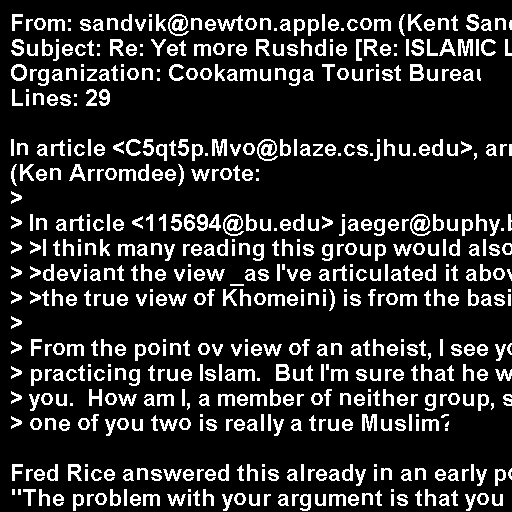 From: sandvik@newton.apple.com (Kent San
Subject: Re: Yet more Rushdie [Re: ISLAMIC L
Organization: Cookamunga Tourist Bureau
Lines: 29

In article <C5qt5p.Mvo@blaze.cs.jhu.edu>, arr
(Ken Arromdee) wrote:
>
> In article <115694@bu.edu> jaeger@buphy.b
> >I think many reading this group would also
> >deviant the view _as I've articulated it abov
> >the true view of Khomeini) is from the basi
>
> From the point ov view of an atheist, I see yo
> practicing true Islam.  But I'm sure that he w
> you.  How am I, a member of neither group, s
> one of you two is really a true Muslim?

Fred Rice answered this already in an early po
"The problem with your argument is that you